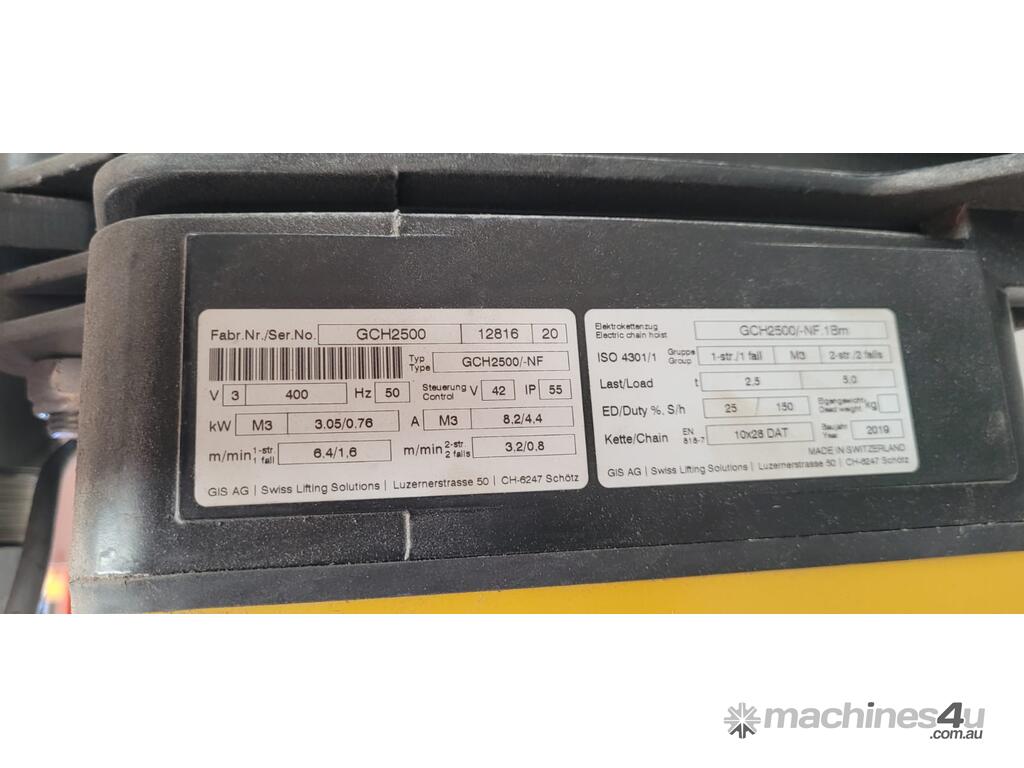 Fabr.Nr./Ser.No. GCH2500 12816 20
Typ
Type GCH2500/-NF
V 3 400 Hz 50 Steuerung
Control V 42 IP 55
kW M3 3.05/0.76 A M3 8.2/4.4
m/min 1-str.
1 fall 6,4/1,6 m/min 2-str.
2 falls 3,2/0,8
GIS AG | Swiss Lifting Solutions | Luzernerstrasse 50 | CH-6247 Schötz
Elektrokettenzug
Electric chain hoist GCH2500/-NF.1Bm
ISO 4301/1 Gruppe
Group 1-str./1 fall M3 2-str./2 falls
Last/Load t 2.5 5.0
ED/Duty %, S/h 25 / 150 Eigengewicht
Dead weight kg
Kette/Chain EN
818-7 10x28 DAT Baujahr
Year 2019
MADE IN SWITZERLAND
GIS AG | Swiss Lifting Solutions | Luzernerstrasse 50 | CH-6247 Schötz
machines4u
.com.au